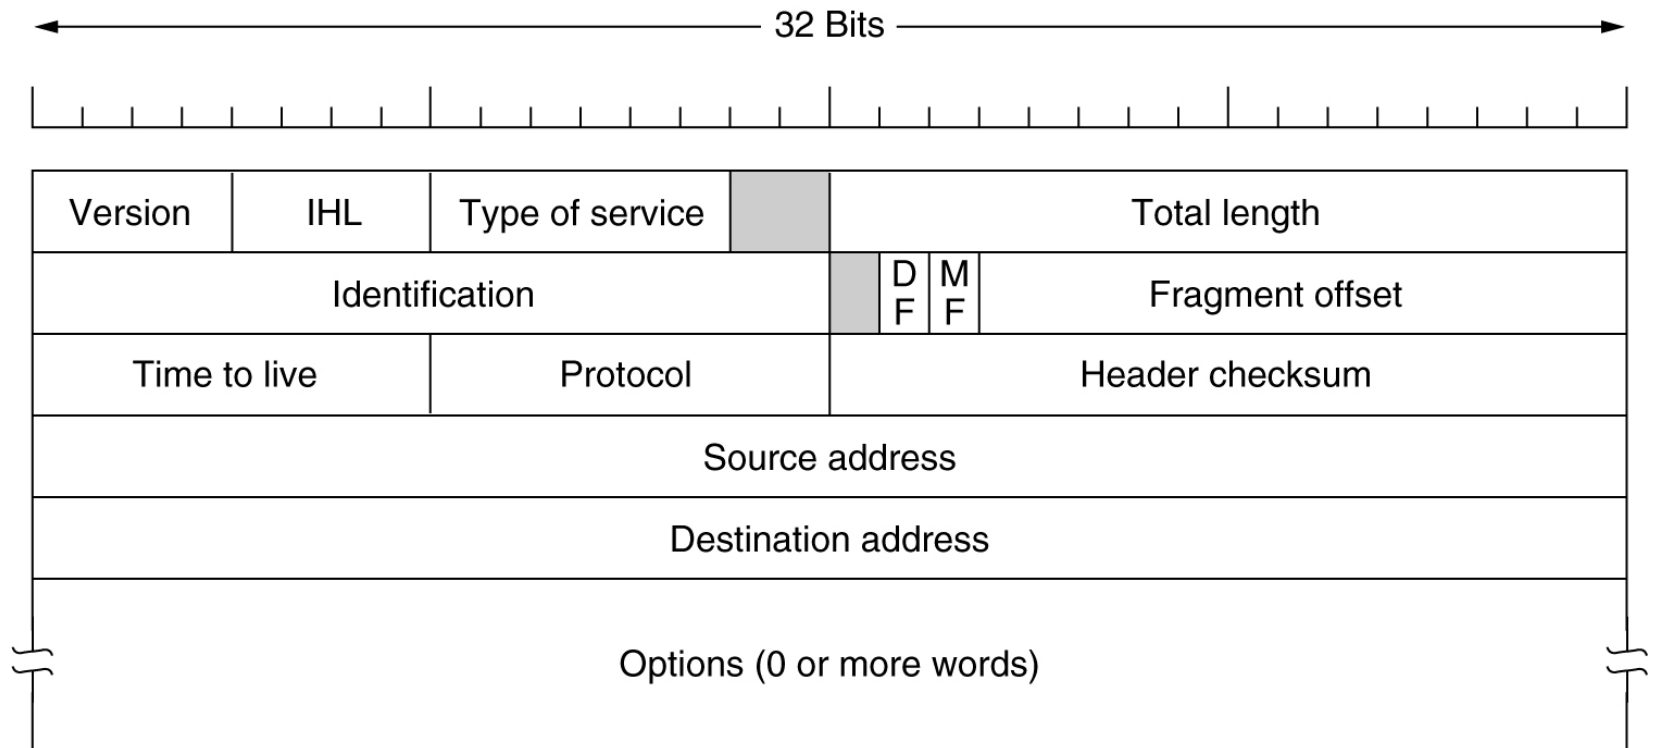 32 Bits
Version IHL Type of service Total length
Identification D F M F Fragment offset
Time to live Protocol Header checksum
Source address
Destination address
Options (0 or more words)